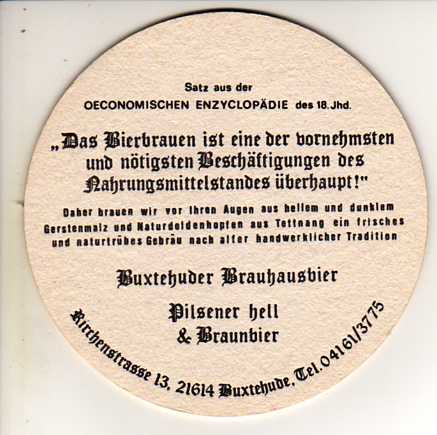 Satz aus der
OECONOMISCHEN ENZYCLOPÄDIE des 18. Jhd.
„Das Bierbrauen ist eine der vornehmsten
und nötigsten Beschäftigungen des
Nahrungsmittelstandes überhaupt!"
Daher brauen wir vor Ihren Augen aus hellem und dunklem
Gerstenmalz und Naturdoldenhopfen aus Tettnang ein frisches
und naturtrübes Gebräu nach alter handwerklicher Tradition
Buxtehuder Brauhausbier
Pilsener hell
& Braunbier
Kirchenstrasse 13, 21614 Buxtehude, Tel. 04161/3775